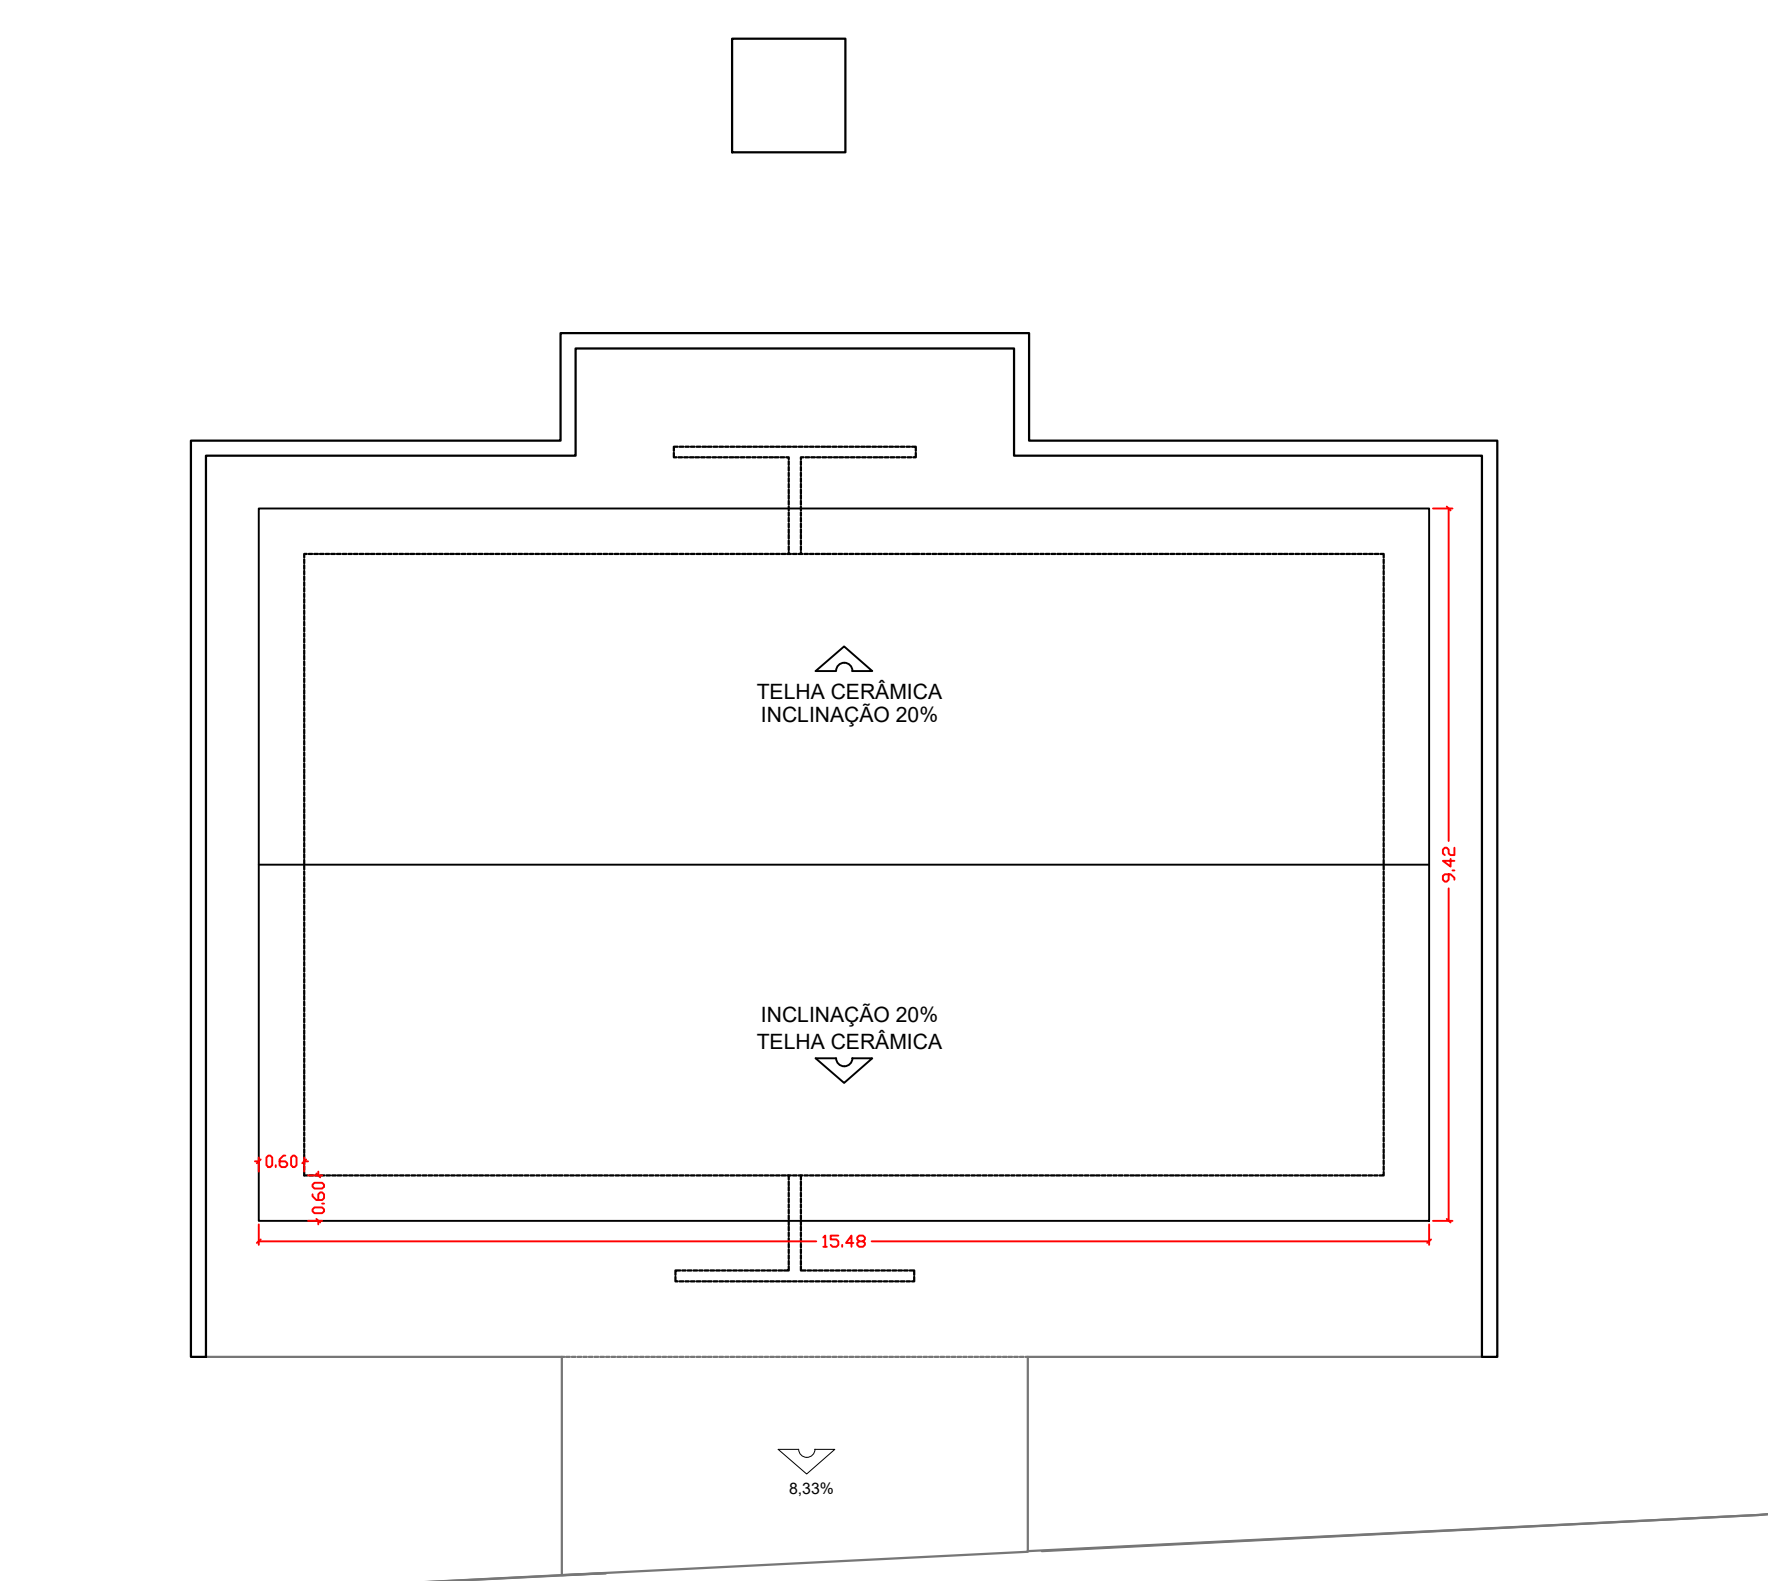 TELHA CERÂMICA
INCLINAÇÃO 20%
9.42
INCLINAÇÃO 20%
TELHA CERÂMICA
0.60
0.60
15.48
8,33%